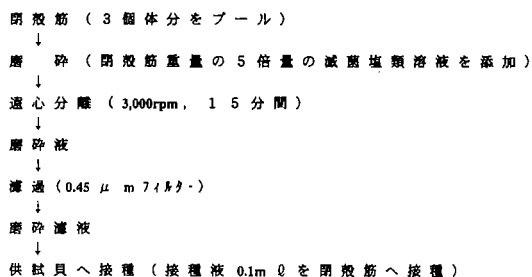 閉殻筋（３個体分をプール）
↓
磨　砕（閉殻筋重量の５倍量の滅菌塩類溶液を添加）
↓
遠心分離（3,000rpm，１５分間）
↓
磨砕液
↓
濾過（0.45 μ m ﾌｨﾙﾀ-）
↓
磨砕濾液
↓
供試貝へ接種（接種液 0.1m ℓ を閉殻筋へ接種）